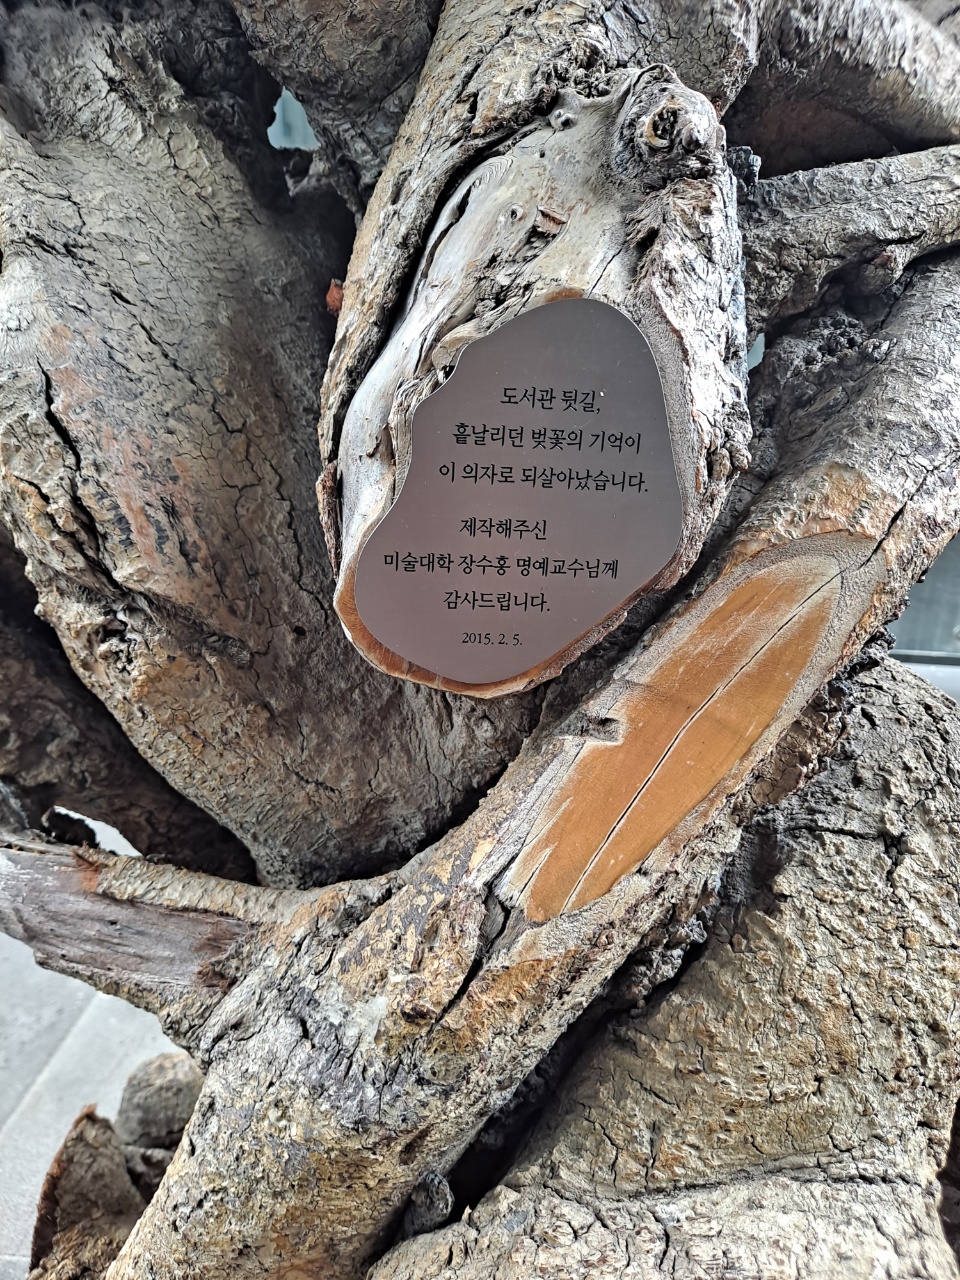 도서관 뒷길,
흩날리던 벚꽃의 기억이
이 의자로 되살아났습니다.
제작해주신
미술대학 장수홍 명예교수님께
감사드립니다.
2015. 2. 5.